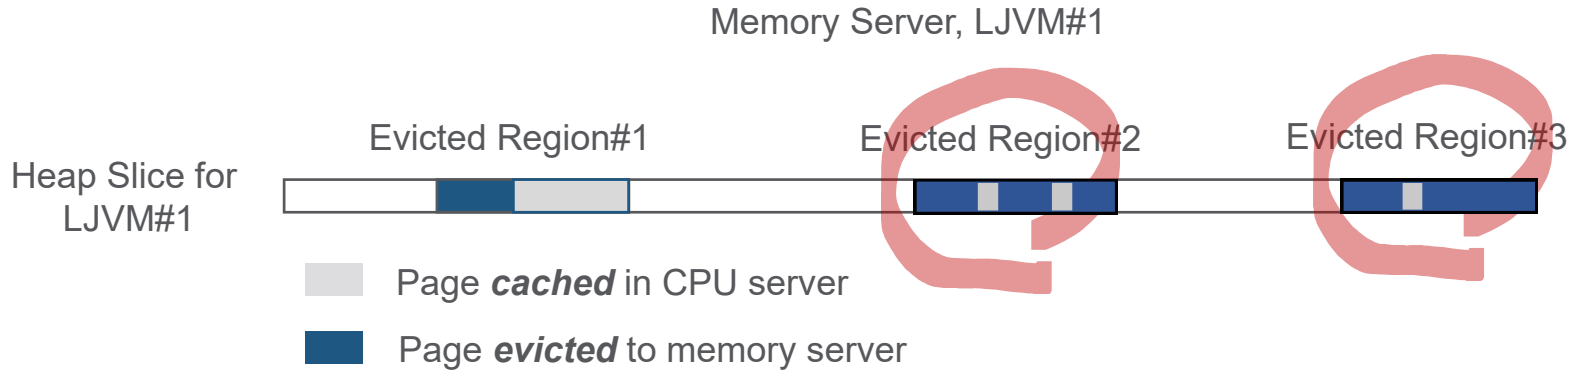 Memory Server, LJVM#1
Evicted Region#1
Evicted Region#2
Evicted Region#3
Heap Slice for
LJVM#1
Page cached in CPU server
Page evicted to memory server